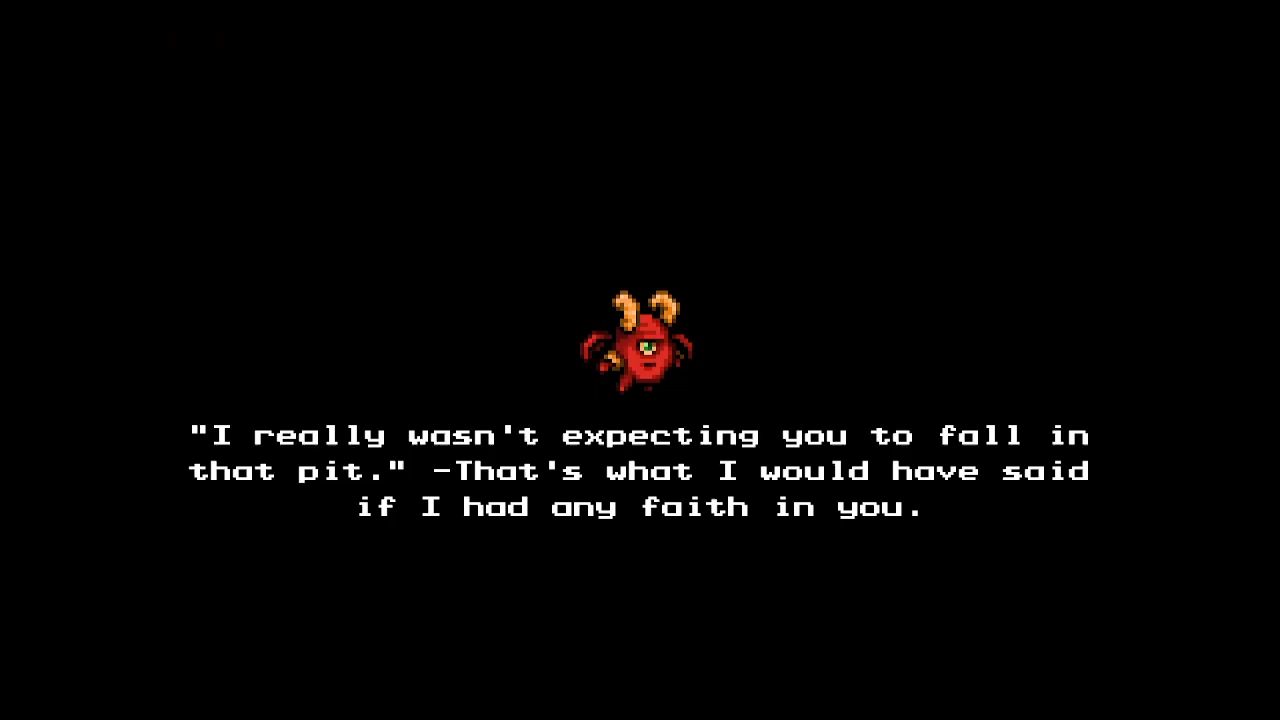 "I really wasn't expecting you to fall in
that pit." -That's what I would have said
if I had any faith in you.